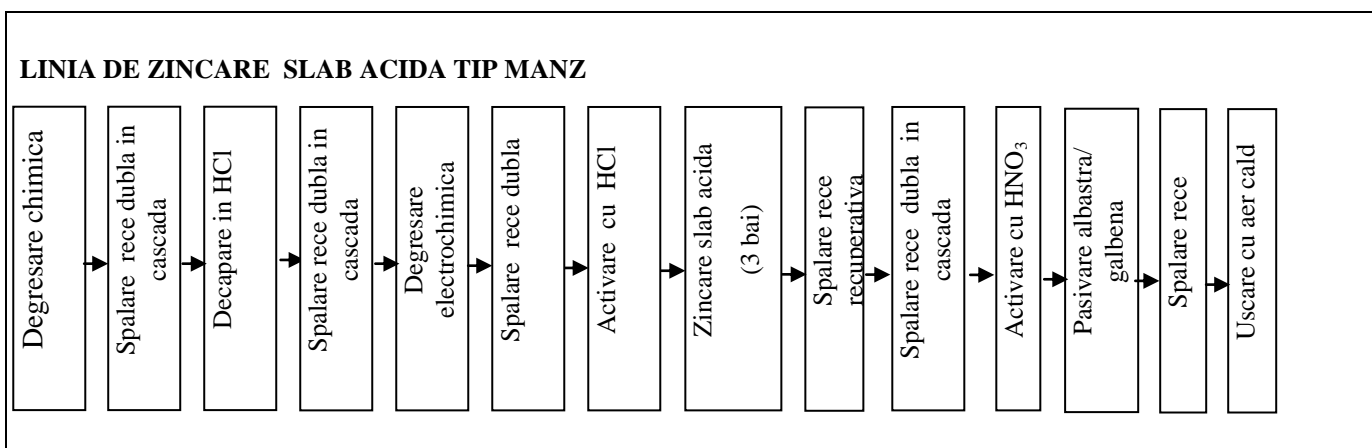 LINIA DE ZINCARE SLAB ACIDA TIP MANZ
Degresare chimica
Spalare rece dubla in
cascada
Decapare in HCl
Spalare rece dubla in
cascada
Degresare
electrochimica
Spalare rece dubla
Activare cu HCl
Zincare slab acida
(3 bai)
Spalare rece
recuperativa
Spalare rece dubla in
cascada
Activare cu HNO₃
Pasivare albastra/
galbena
Spalare rece
Uscare cu aer cald